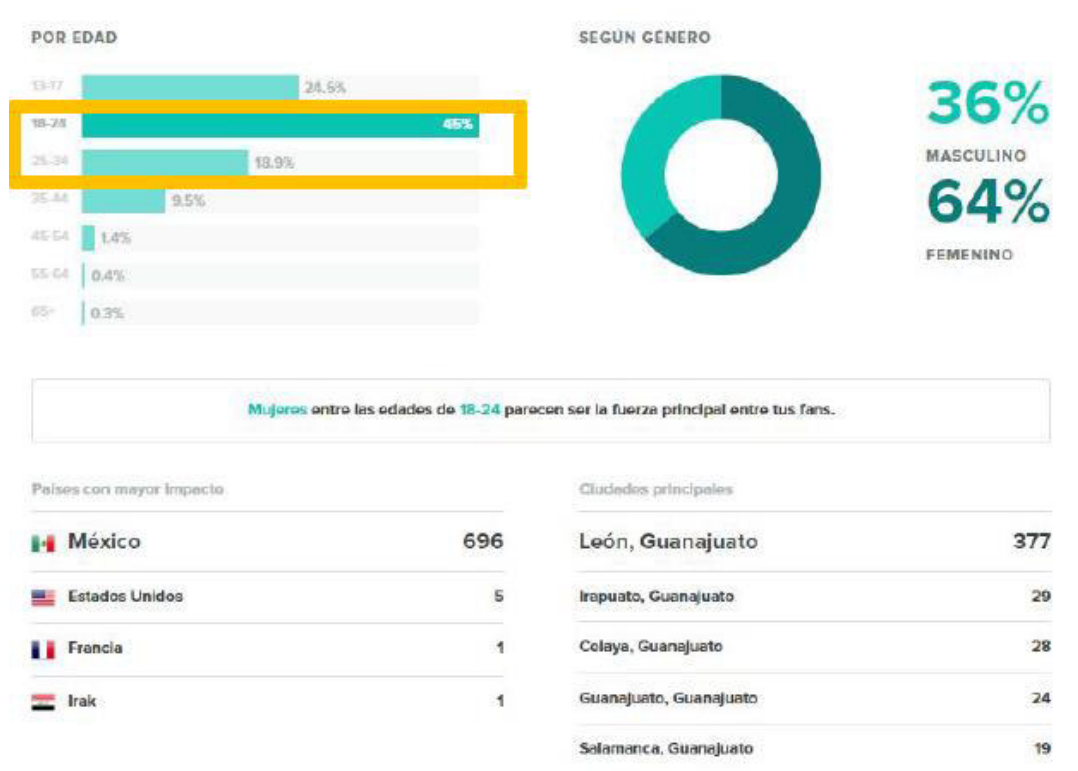 POR EDAD
13-17 24.5%
18-24 45%
25-34 18.9%
35-44 9.5%
45-54 1.4%
55-64 0.4%
65+ 0.3%
SEGÚN GÉNERO
36%
MASCULINO
64%
FEMENINO
Mujeres entre las edades de 18-24 parecen ser la fuerza principal entre tus fans.
Países con mayor impacto
México 696
Estados Unidos 5
Francia 1
Irak 1
Ciudades principales
León, Guanajuato 377
Irapuato, Guanajuato 29
Celaya, Guanajuato 28
Guanajuato, Guanajuato 24
Salamanca, Guanajuato 19